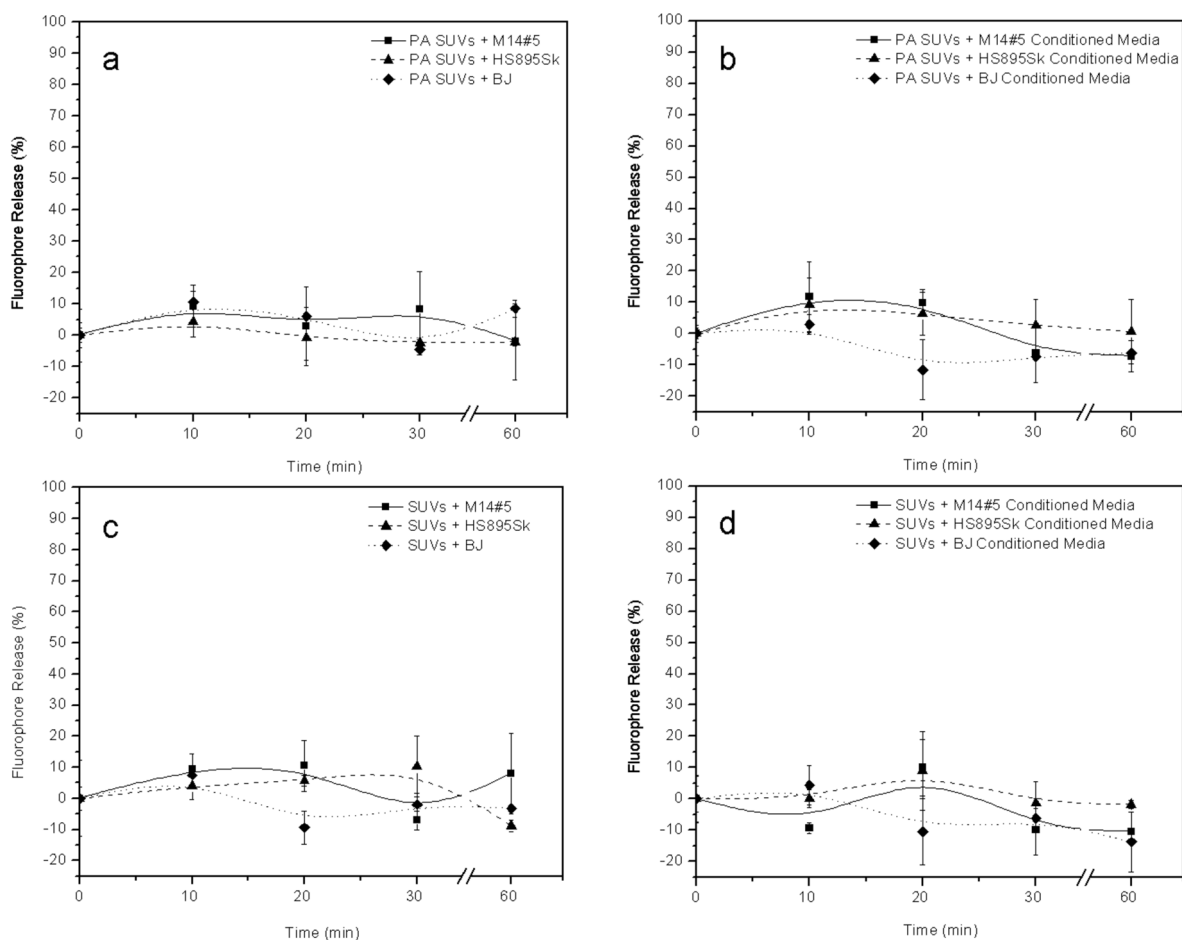 a
PA SUVs + M14#5
PA SUVs + HS895Sk
PA SUVs + BJ
Fluorophore Release (%)
100
90
80
70
60
50
40
30
20
10
0
-10
-20
0 10 20 30 60
Time (min)
b
PA SUVs + M14#5 Conditioned Media
PA SUVs + HS895Sk Conditioned Media
PA SUVs + BJ Conditioned Media
Fluorophore Release (%)
100
90
80
70
60
50
40
30
20
10
0
-10
-20
0 10 20 30 60
Time (min)
c
SUVs + M14#5
SUVs + HS895Sk
SUVs + BJ
Fluorophore Release (%)
100
90
80
70
60
50
40
30
20
10
0
-10
-20
0 10 20 30 60
Time (min)
d
SUVs + M14#5 Conditioned Media
SUVs + HS895Sk Conditioned Media
SUVs + BJ Conditioned Media
Fluorophore Release (%)
100
90
80
70
60
50
40
30
20
10
0
-10
-20
0 10 20 30 60
Time (min)